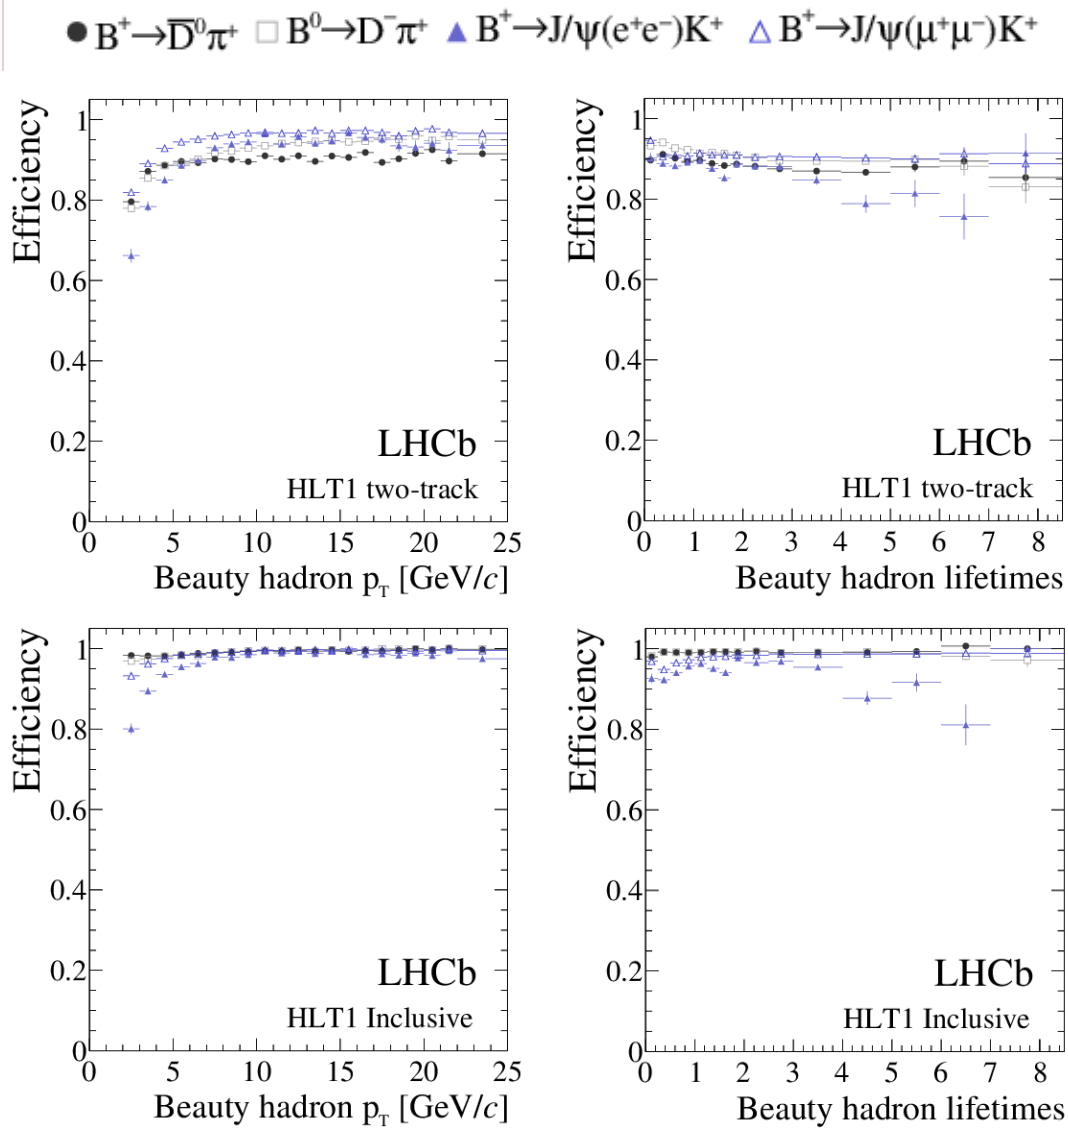 B⁺→D̅⁰π⁺ B⁰→D⁻π⁺ B⁺→J/ψ(e⁺e⁻)K⁺ B⁺→J/ψ(μ⁺μ⁻)K⁺
Efficiency
1
0.8
0.6
0.4
0.2
0
LHCb
HLT1 two-track
0 5 10 15 20 25
Beauty hadron p_T [GeV/c]
Efficiency
1
0.8
0.6
0.4
0.2
0
LHCb
HLT1 two-track
0 1 2 3 4 5 6 7 8
Beauty hadron lifetimes
Efficiency
1
0.8
0.6
0.4
0.2
0
LHCb
HLT1 Inclusive
0 5 10 15 20 25
Beauty hadron p_T [GeV/c]
Efficiency
1
0.8
0.6
0.4
0.2
0
LHCb
HLT1 Inclusive
0 1 2 3 4 5 6 7 8
Beauty hadron lifetimes